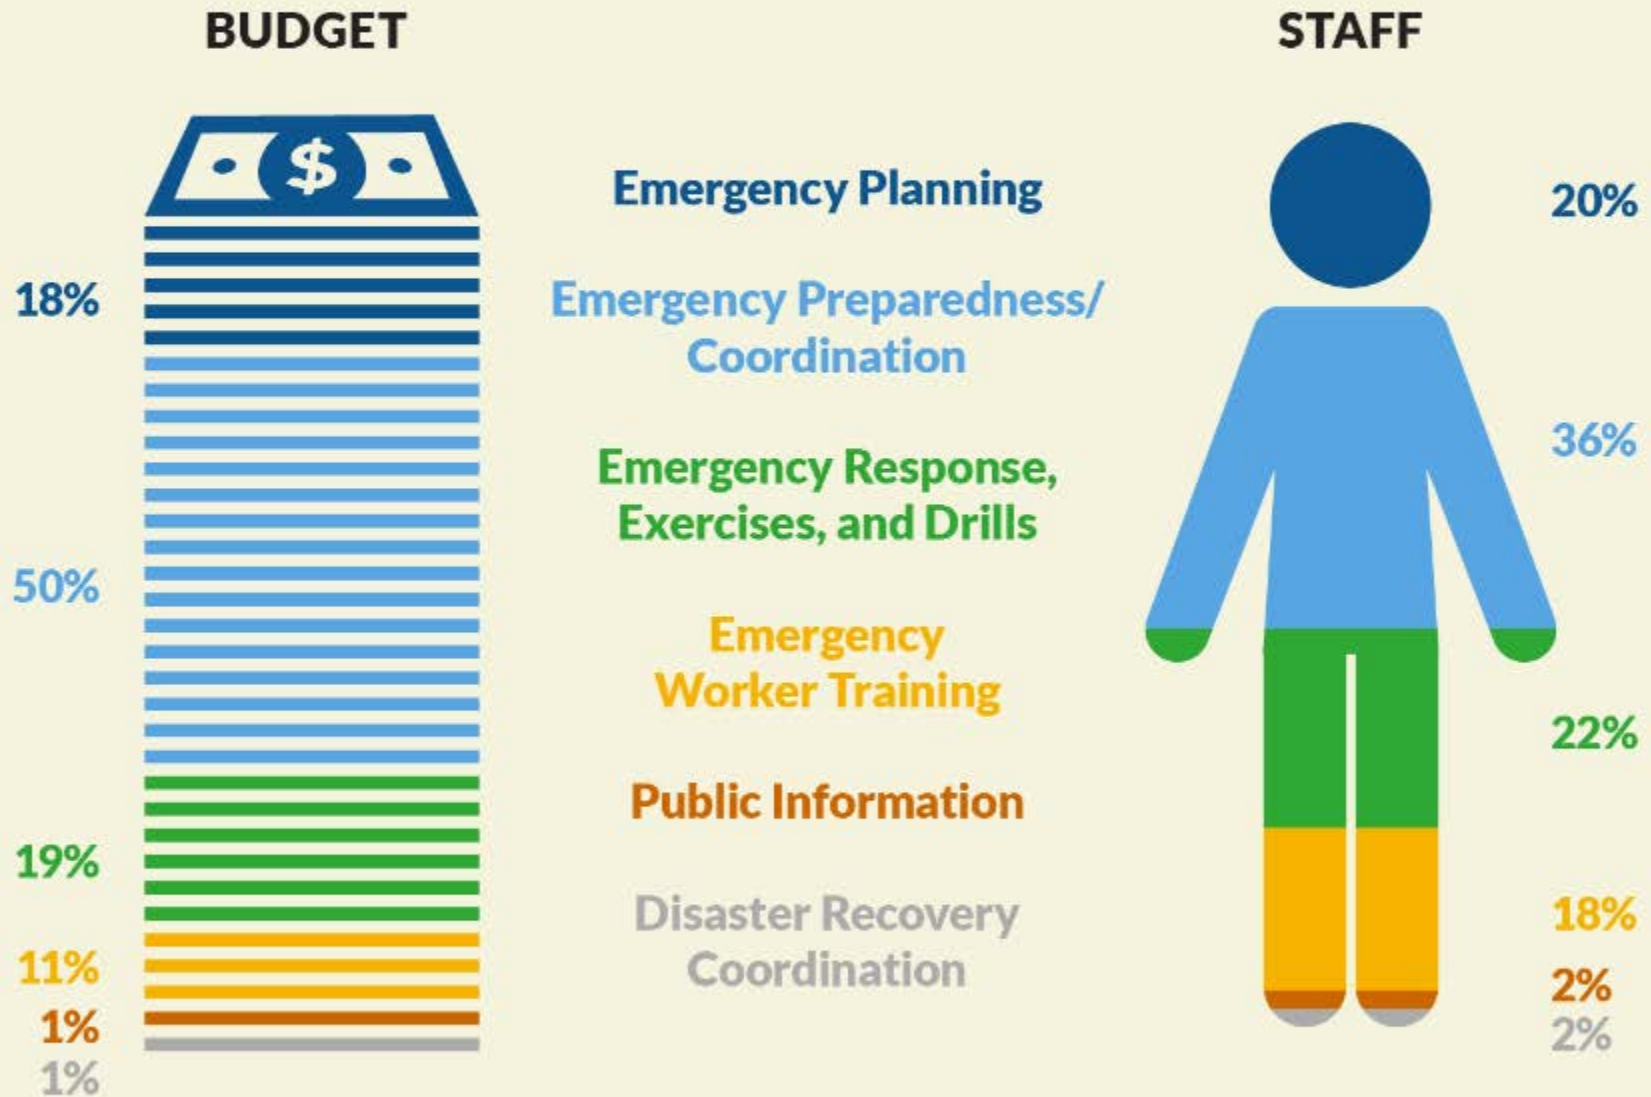 BUDGET
STAFF
$
18%
50%
19%
11%
1%
1%
Emergency Planning
Emergency Preparedness/
Coordination
Emergency Response,
Exercises, and Drills
Emergency
Worker Training
Public Information
Disaster Recovery
Coordination
20%
36%
22%
18%
2%
2%